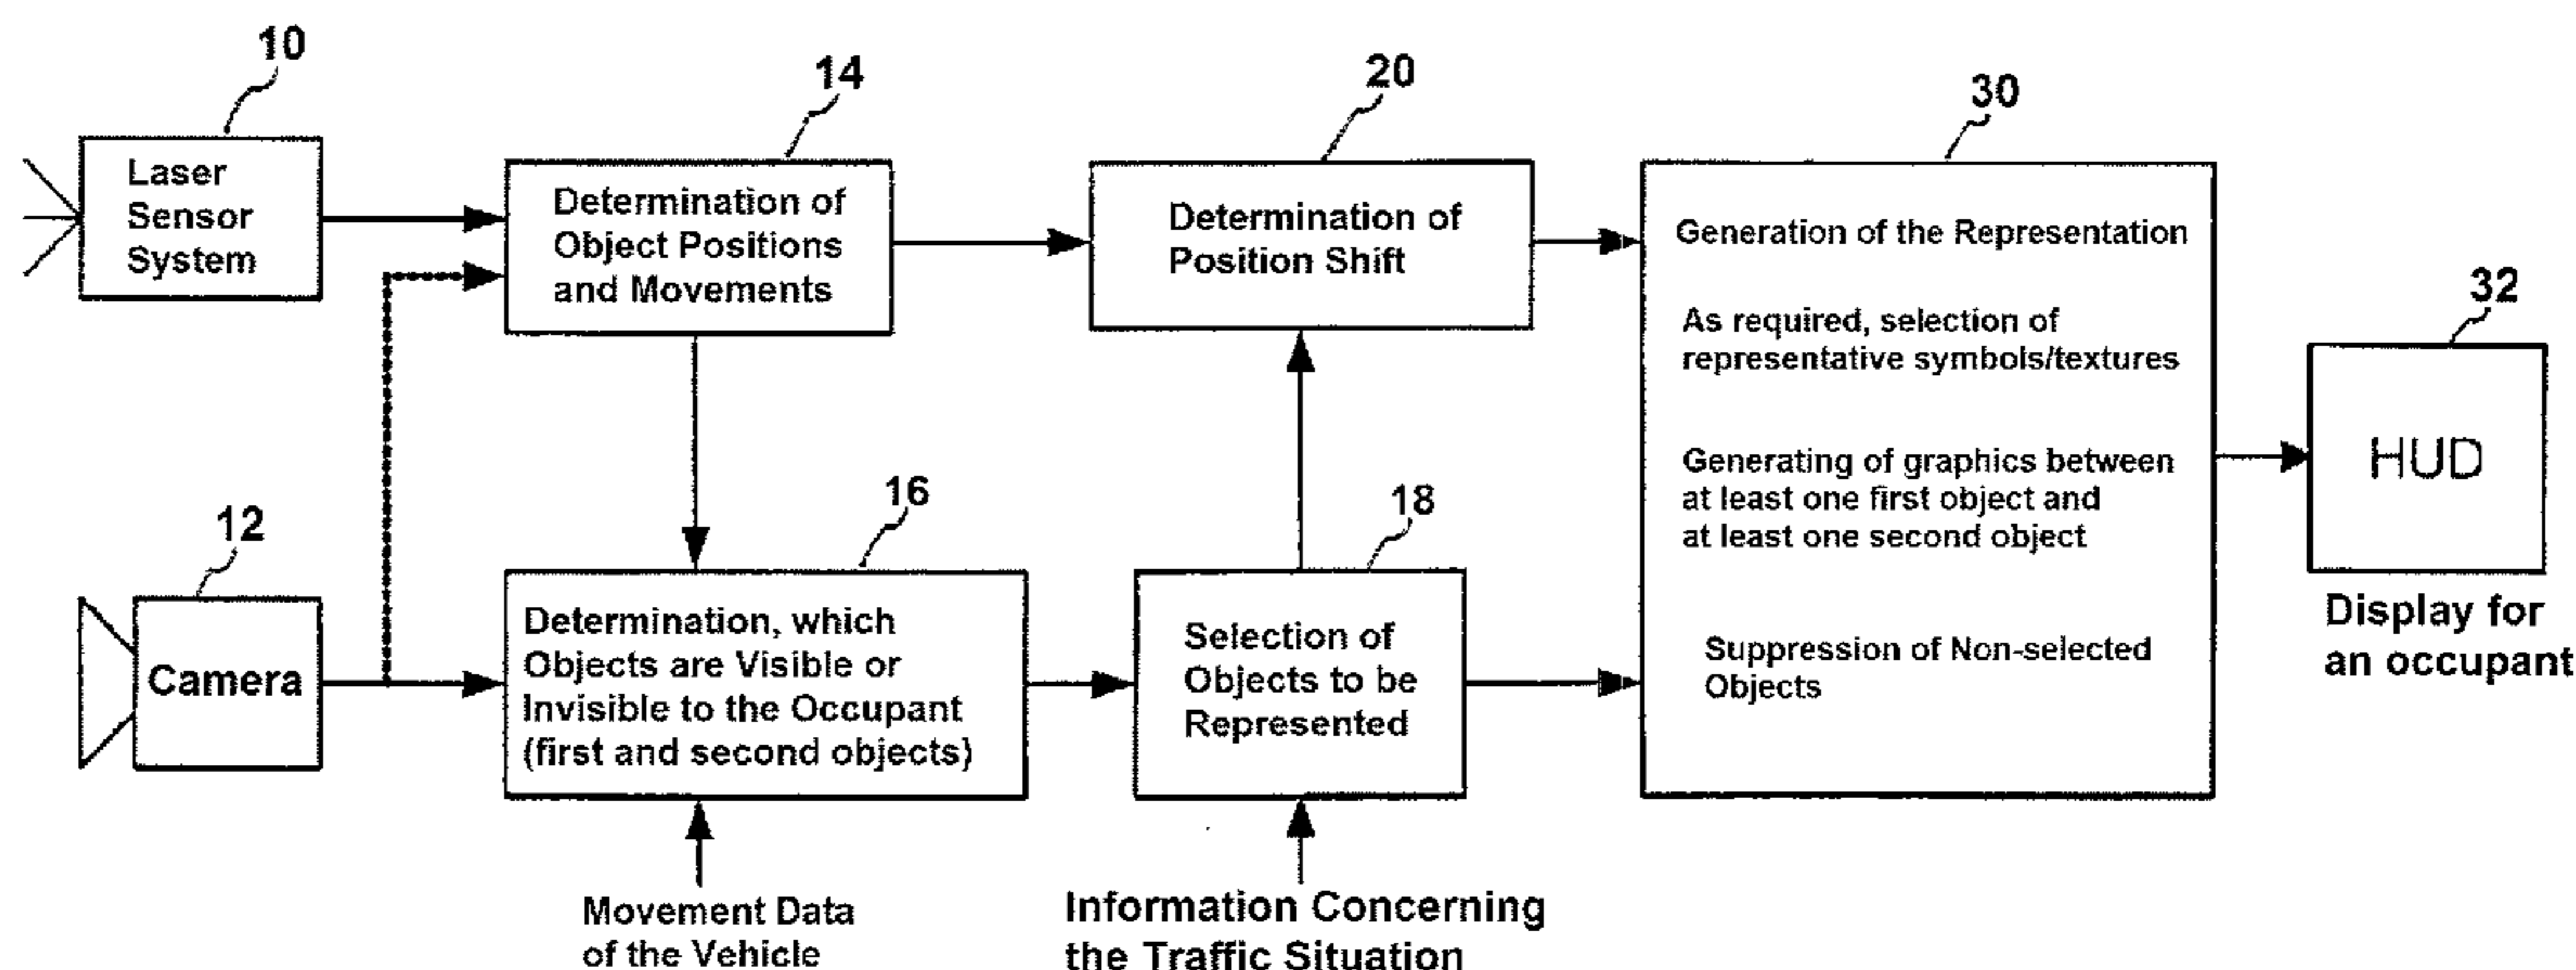 10
Laser
Sensor
System
14
Determination of
Object Positions
and Movements
20
Determination of
Position Shift
30
Generation of the Representation
As required, selection of
representative symbols/textures
Generating of graphics between
at least one first object and
at least one second object
Suppression of Non-selected
Objects
32
HUD
Display for
an occupant
12
Camera
16
Determination, which
Objects are Visible or
Invisible to the Occupant
(first and second objects)
18
Selection of
Objects to be
Represented
Movement Data
of the Vehicle
Information Concerning
the Traffic Situation